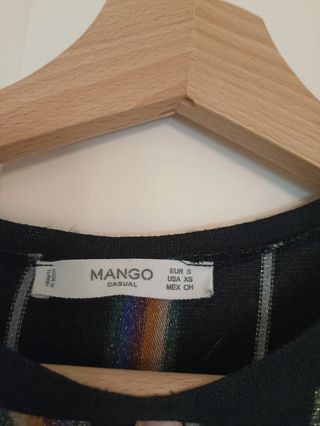 MANGO
CASUAL
EUR S
USA XS
MEX CH